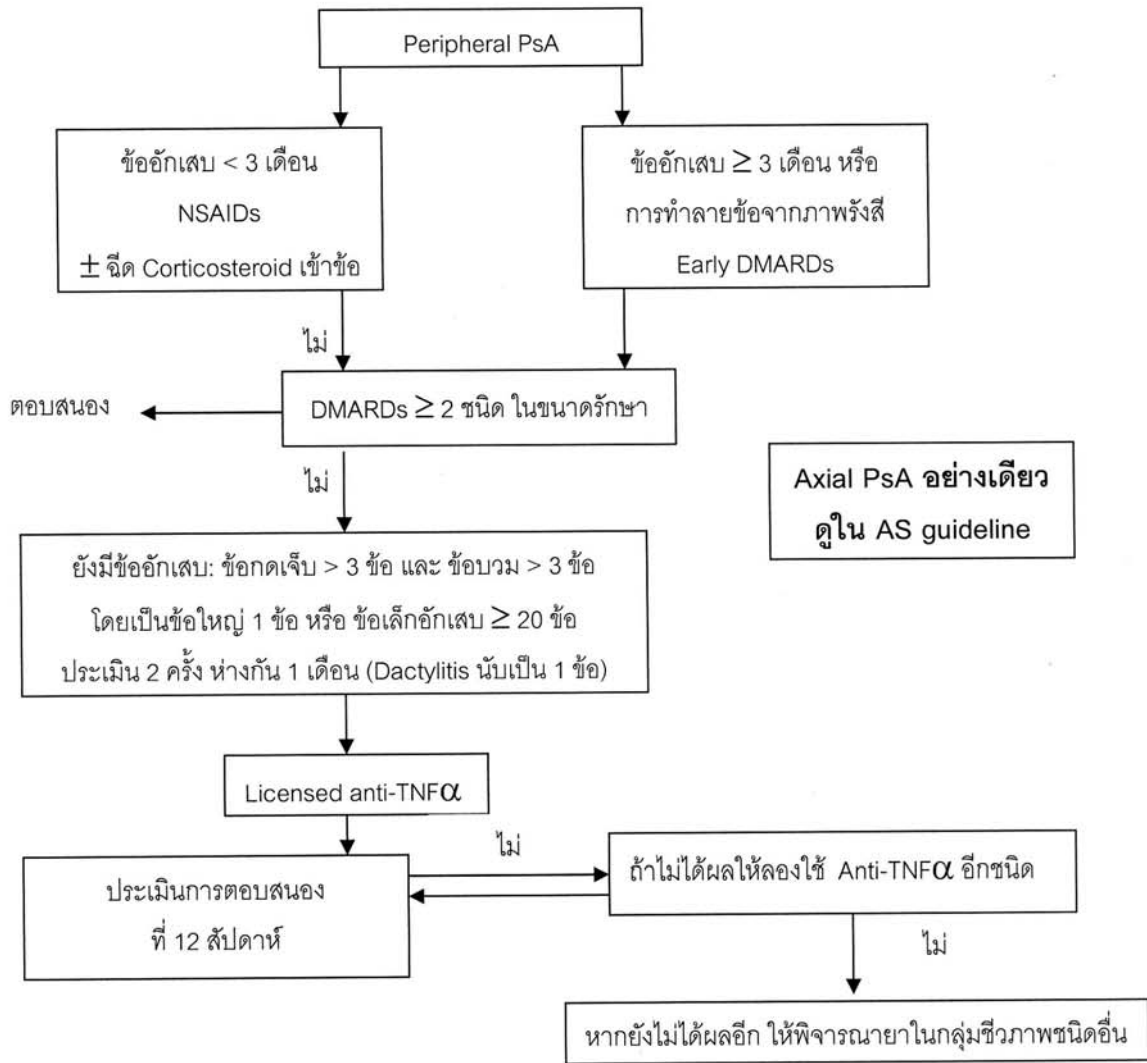 Peripheral PsA
ข้ออักเสบ < 3 เดือน
NSAIDs
± ฉีด Corticosteroid เข้าข้อ
ข้ออักเสบ ≥ 3 เดือน หรือ
การทำลายข้อจากภาพรังสี
Early DMARDs
ไม่
ตอบสนอง
DMARDs ≥ 2 ชนิด ในขนาดรักษา
ไม่
Axial PsA อย่างเดียว
ดูใน AS guideline
ยังมีข้ออักเสบ: ข้อกดเจ็บ > 3 ข้อ และ ข้อบวม > 3 ข้อ
โดยเป็นข้อใหญ่ 1 ข้อ หรือ ข้อเล็กอักเสบ ≥ 20 ข้อ
ประเมิน 2 ครั้ง ห่างกัน 1 เดือน (Dactylitis นับเป็น 1 ข้อ)
Licensed anti-TNFα
ไม่
ประเมินการตอบสนอง
ที่ 12 สัปดาห์
ถ้าไม่ได้ผลให้ลองใช้ Anti-TNFα อีกชนิด
ไม่
หากยังไม่ได้ผลอีก ให้พิจารณายาในกลุ่มชีวภาพชนิดอื่น